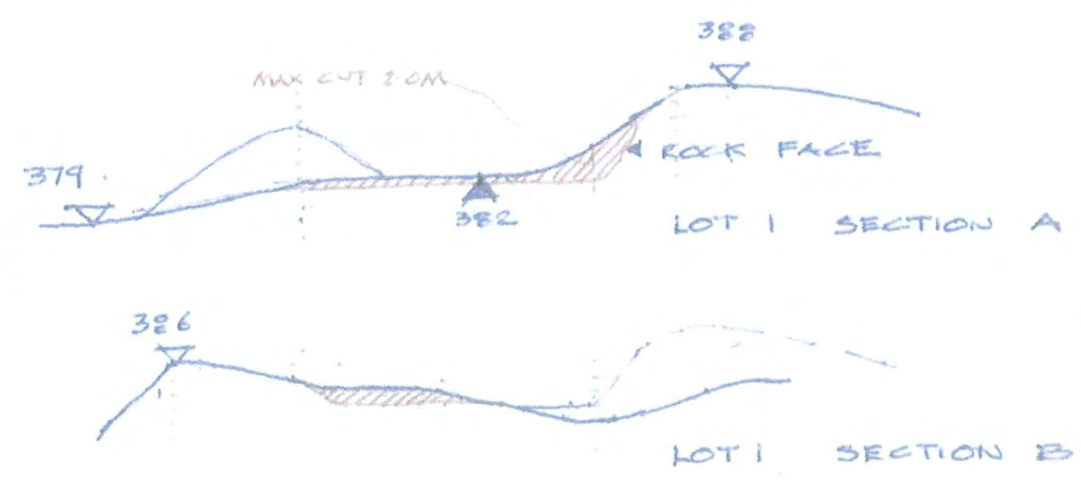 388
MAX CUT 2.0M
ROCK FACE
379
382
LOT 1 SECTION A
386
LOT 1 SECTION B